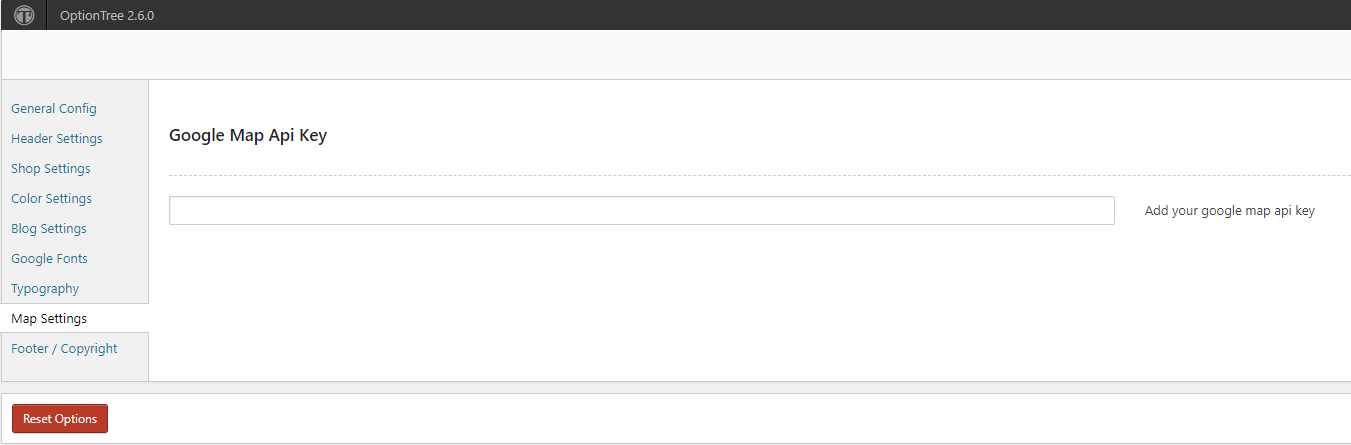 OptionTree 2.6.0
General Config
Header Settings
Shop Settings
Color Settings
Blog Settings
Google Fonts
Typography
Map Settings
Footer / Copyright
Google Map Api Key
Add your google map api key
Reset Options